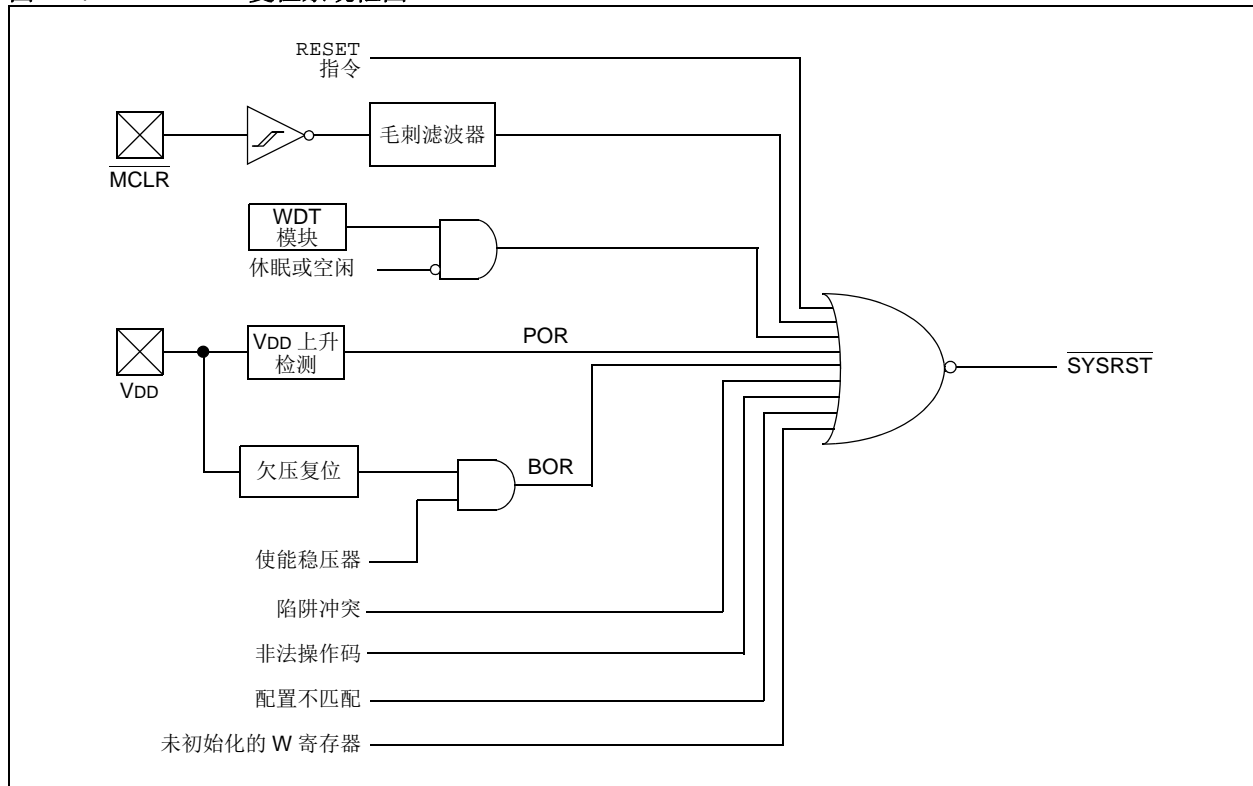 RESET
指令
毛刺滤波器
MCLR
WDT
模块
休眠或空闲
VDD 上升
检测
POR
VDD
SYSRST
欠压复位
BOR
使能稳压器
陷阱冲突
非法操作码
配置不匹配
未初始化的 W 寄存器